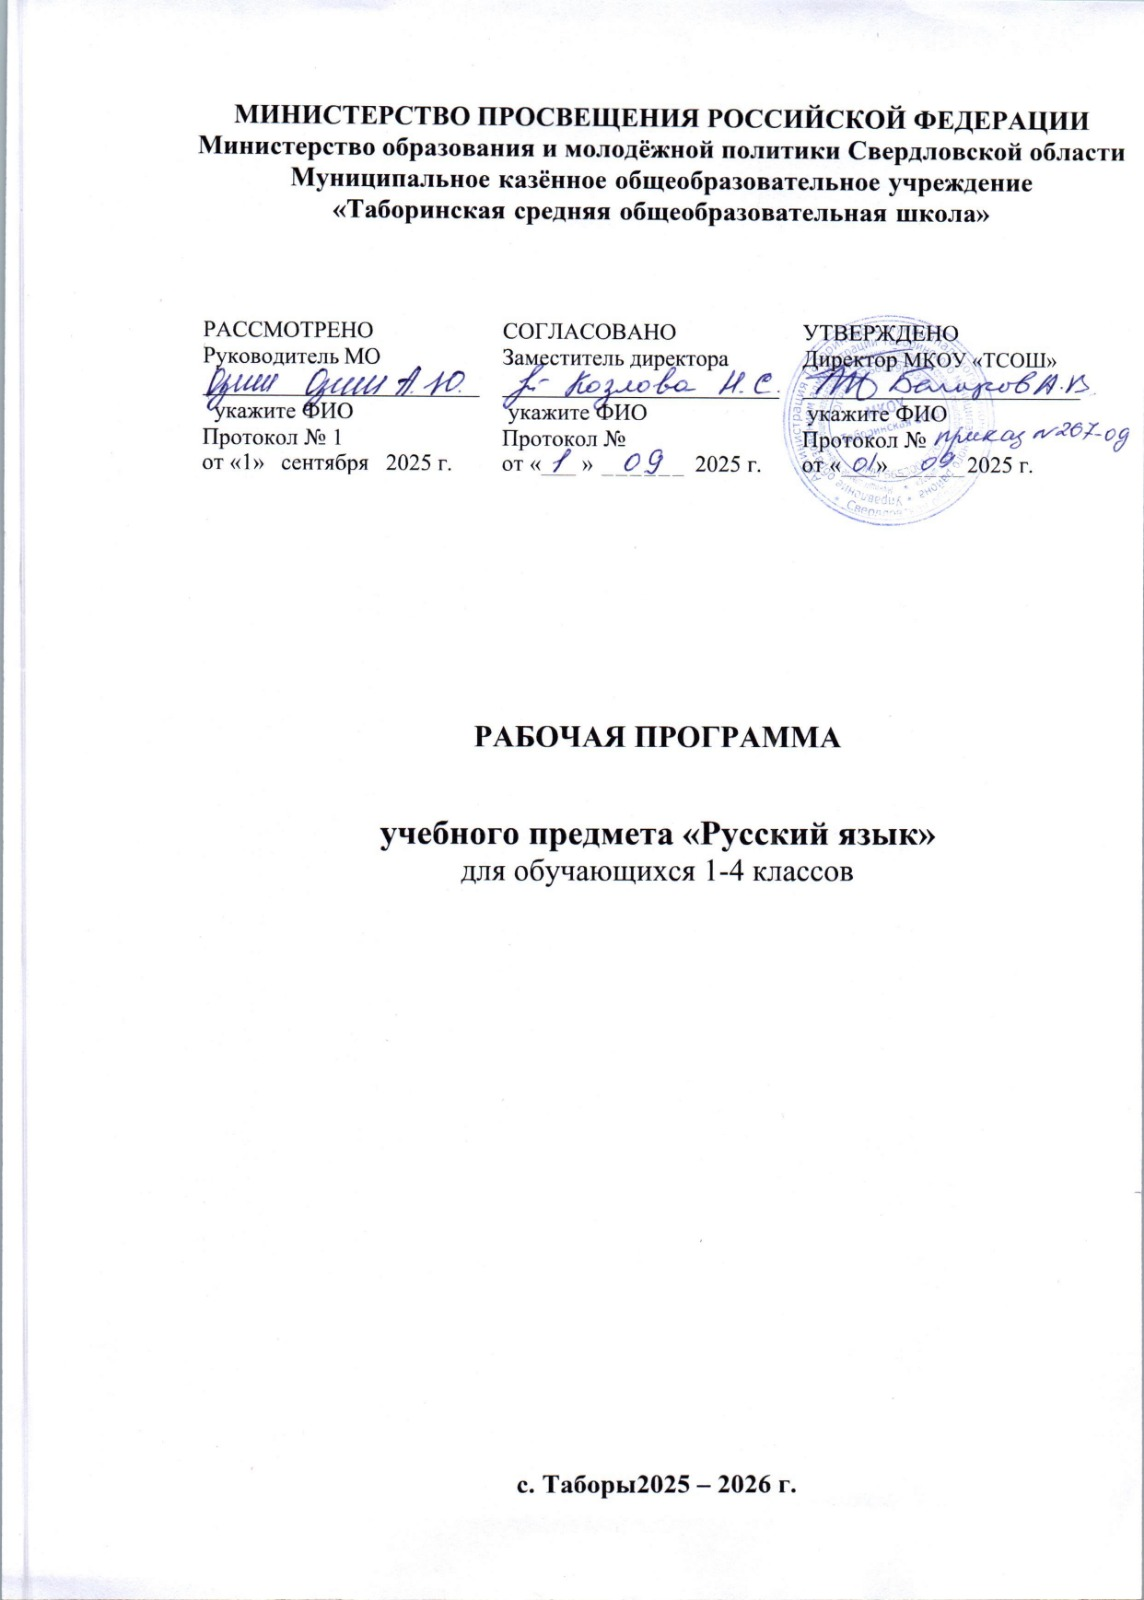 МИНИСТЕРСТВО ПРОСВЕЩЕНИЯ РОССИЙСКОЙ ФЕДЕРАЦИИ
Министерство образования и молодёжной политики Свердловской области
Муниципальное казённое общеобразовательное учреждение
«Таборинская средняя общеобразовательная школа»
РАССМОТРЕНО
Руководитель МО
А.Ю.
укажите ФИО
Протокол № 1
от «1» сентября 2025 г.
СОГЛАСОВАНО
Заместитель директора
Козлова Н.С.
укажите ФИО
Протокол №
от « 1 » 09 2025 г.
УТВЕРЖДЕНО
Директор МКОУ «ТСОШ»
Белоусов А.В
укажите ФИО
Протокол № приказ №267-од
от « 01 » 09 2025 г.
МКОУ
РАБОЧАЯ ПРОГРАММА
учебного предмета «Русский язык»
для обучающихся 1-4 классов
с. Таборы2025 – 2026 г.